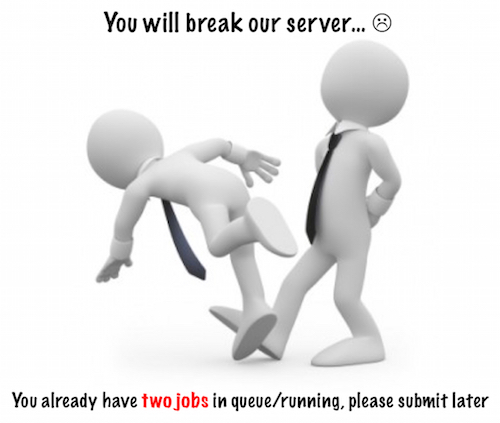 You will break our server... ☹
You already have two jobs in queue/running, please submit later